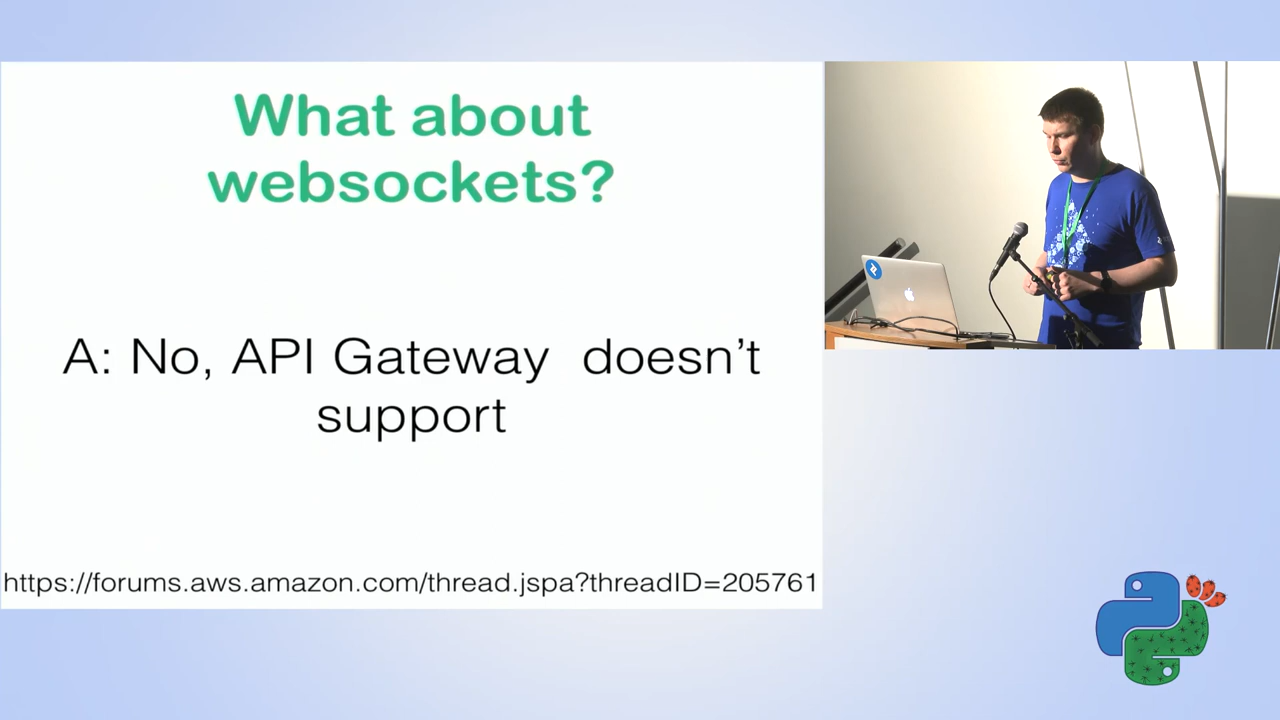 What about
websockets?
A: No, API Gateway doesn't
support
https://forums.aws.amazon.com/thread.jspa?threadID=205761